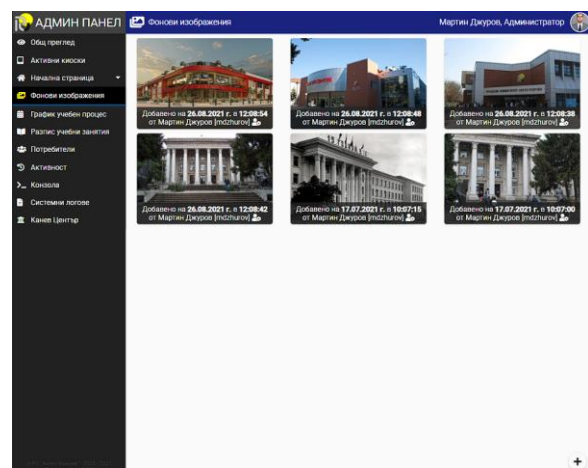 АДМИН ПАНЕЛ
Фонови изображения
Мартин Джуров, Администратор
Общ преглед
Активни киоски
Начална страница
Фонови изображения
График учебен процес
Разпис учебни занятия
Потребители
Активност
Конзола
Системни логове
Канев Център
Добавено на 26.08.2021 г. в 12:08:54
от Мартин Джуров [mdzhurov]
Добавено на 26.08.2021 г. в 12:08:48
от Мартин Джуров [mdzhurov]
Добавено на 26.08.2021 г. в 12:08:38
от Мартин Джуров [mdzhurov]
Добавено на 26.08.2021 г. в 12:08:42
от Мартин Джуров [mdzhurov]
Добавено на 17.07.2021 г. в 10:07:15
от Мартин Джуров [mdzhurov]
Добавено на 17.07.2021 г. в 10:07:00
от Мартин Джуров [mdzhurov]